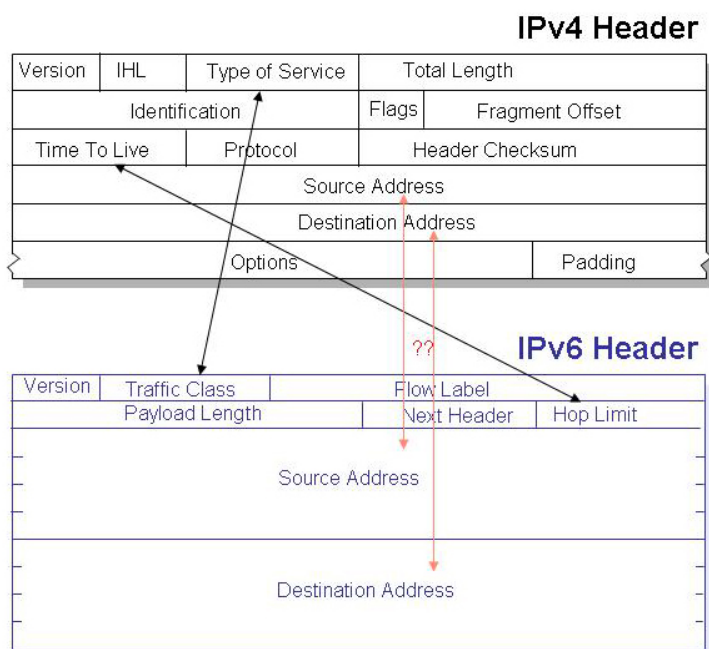 IPv4 Header
Version IHL Type of Service Total Length
Identification Flags Fragment Offset
Time To Live Protocol Header Checksum
Source Address
Destination Address
Options Padding
??
IPv6 Header
Version Traffic Class Flow Label
Payload Length Next Header Hop Limit
Source Address
Destination Address